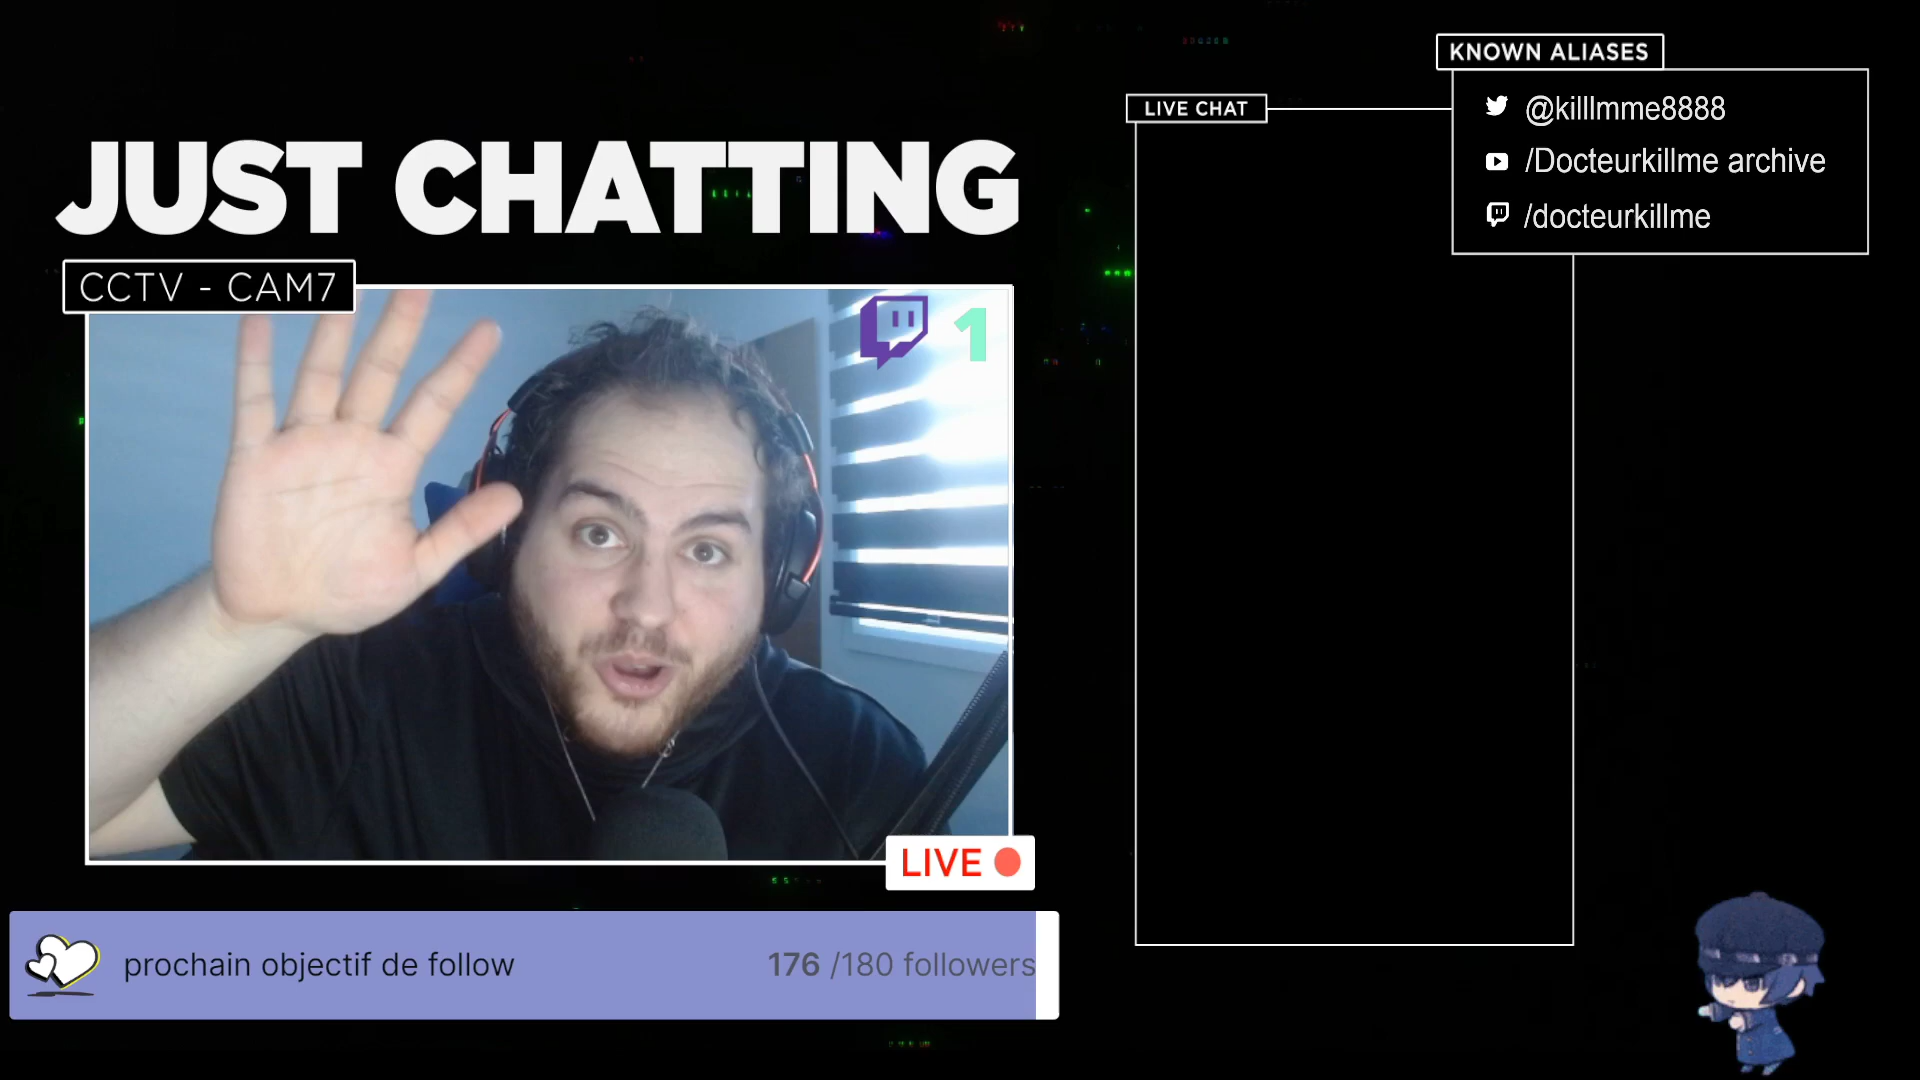 KNOWN ALIASES
LIVE CHAT
@killlmme8888
/Docteurkillme archive
/docteurkillme
JUST CHATTING
CCTV - CAM7
1
LIVE
prochain objectif de follow
176 /180 followers